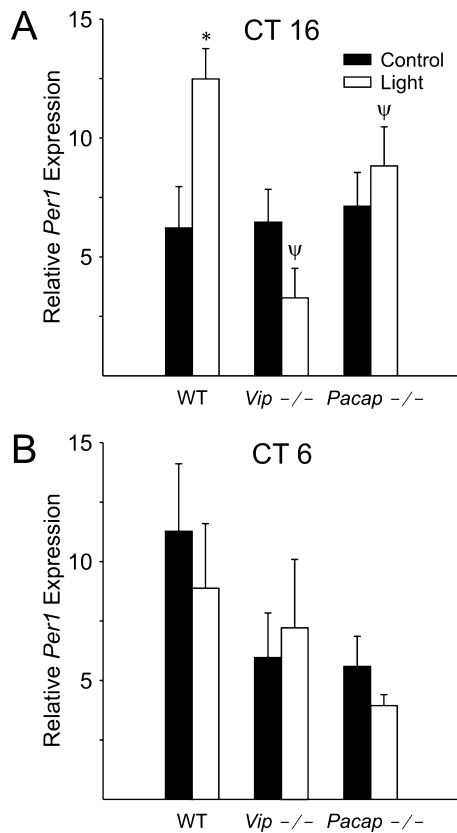 A
CT 16
15
10
5
Relative Per1 Expression
Control
Light
*
ψ
ψ
WT
Vip −/−
Pacap −/−
B
CT 6
15
10
5
Relative Per1 Expression
WT
Vip −/−
Pacap −/−